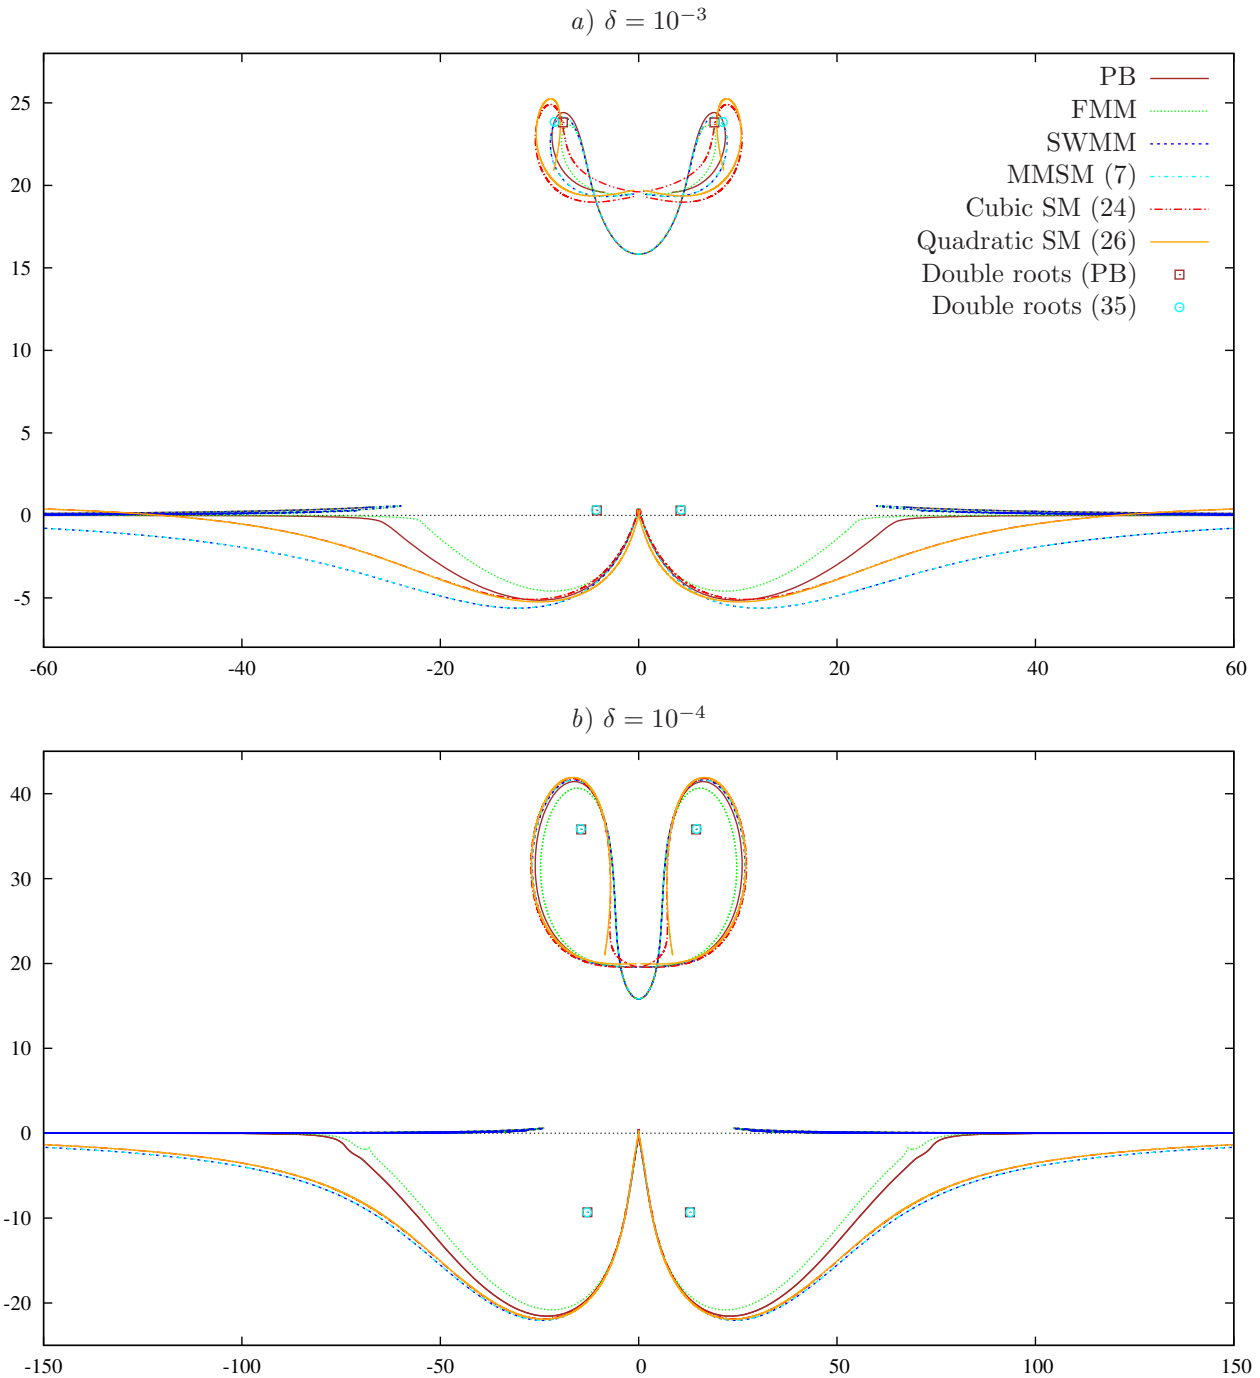 a) δ = 10⁻³
PB
FMM
SWMM
MMSM (7)
Cubic SM (24)
Quadratic SM (26)
Double roots (PB)
Double roots (35)
25
20
15
10
5
0
-5
-60 -40 -20 0 20 40 60
b) δ = 10⁻⁴
40
30
20
10
0
-10
-20
-150 -100 -50 0 50 100 150